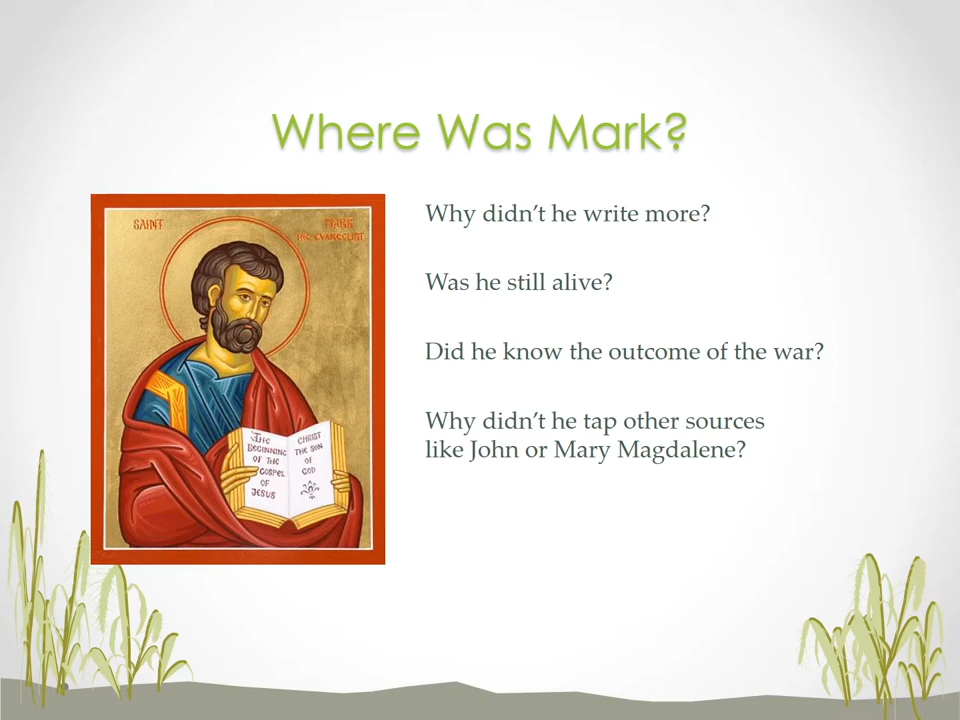 Where Was Mark?
SAINT
MARK
THE EVANGELIST
Why didn't he write more?
Was he still alive?
Did he know the outcome of the war?
Why didn't he tap other sources
like John or Mary Magdalene?
THE
BEGINNING
OF THE
GOSPEL
OF
JESUS
CHRIST
THE SON
OF
GOD